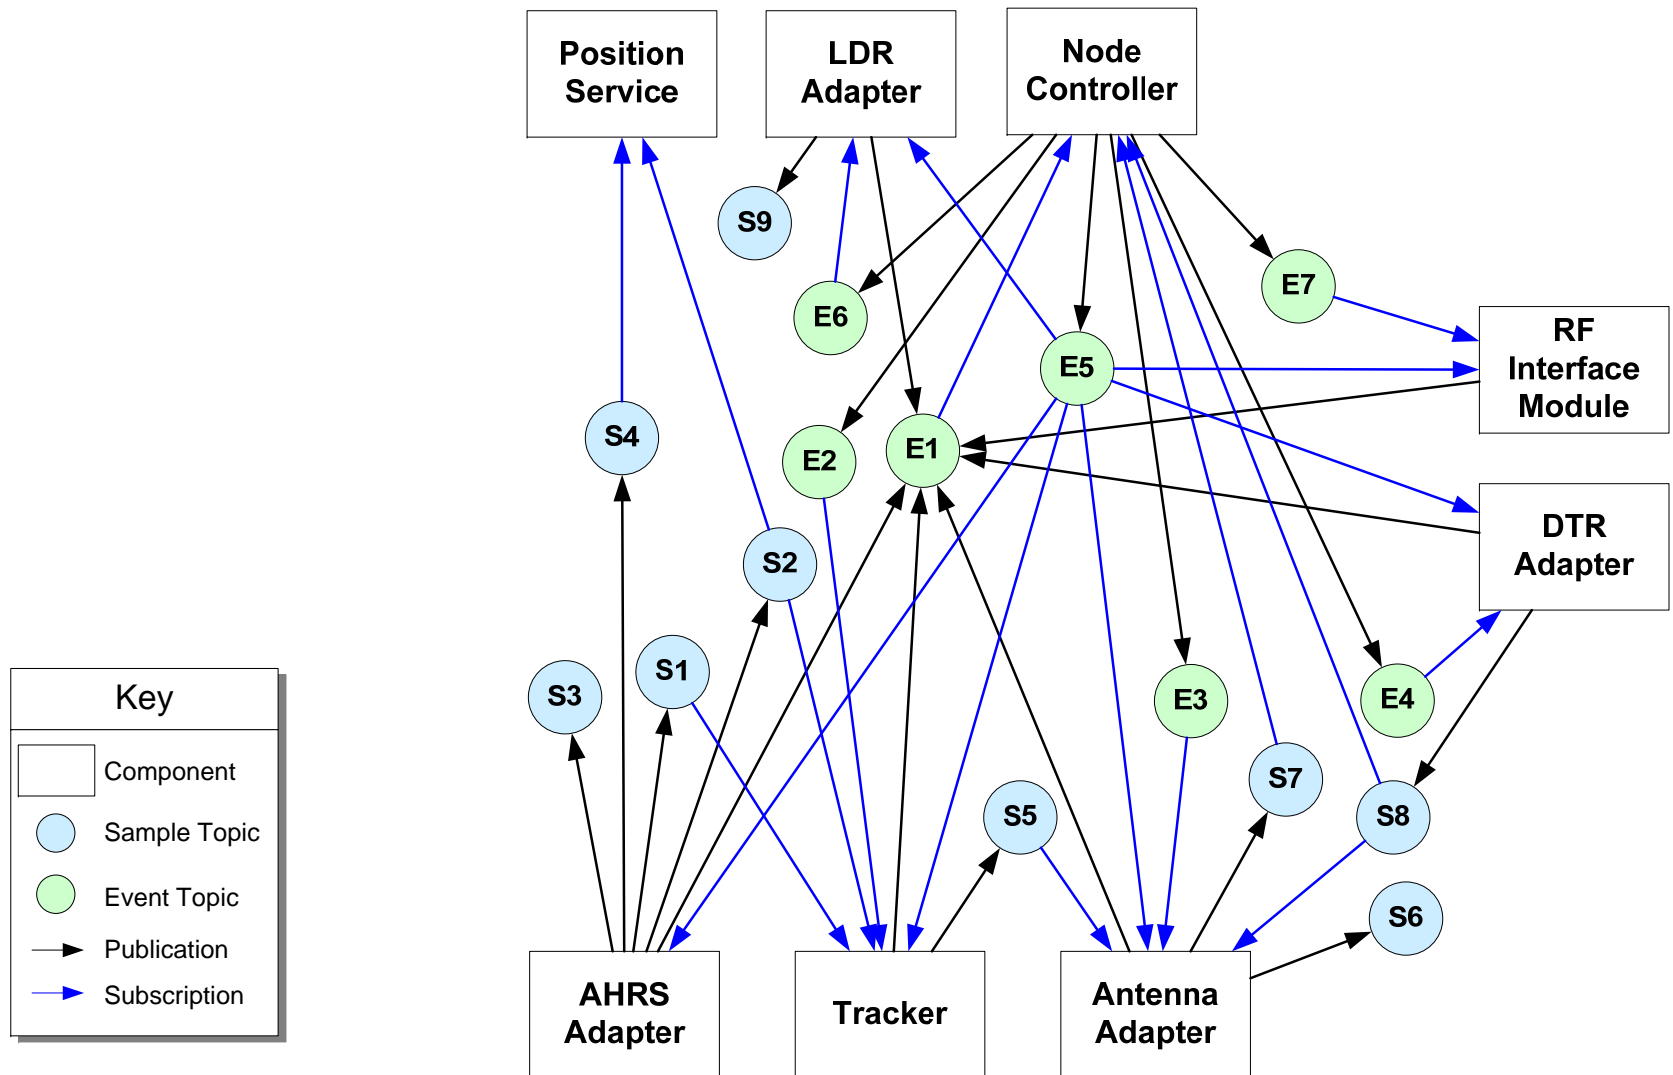 Position
Service
LDR
Adapter
Node
Controller
S9
E6
E7
RF
Interface
Module
E5
S4
E2
E1
DTR
Adapter
S2
S3
S1
E3
E4
S7
S5
S8
S6
AHRS
Adapter
Tracker
Antenna
Adapter
Key
Component
Sample Topic
Event Topic
Publication
Subscription